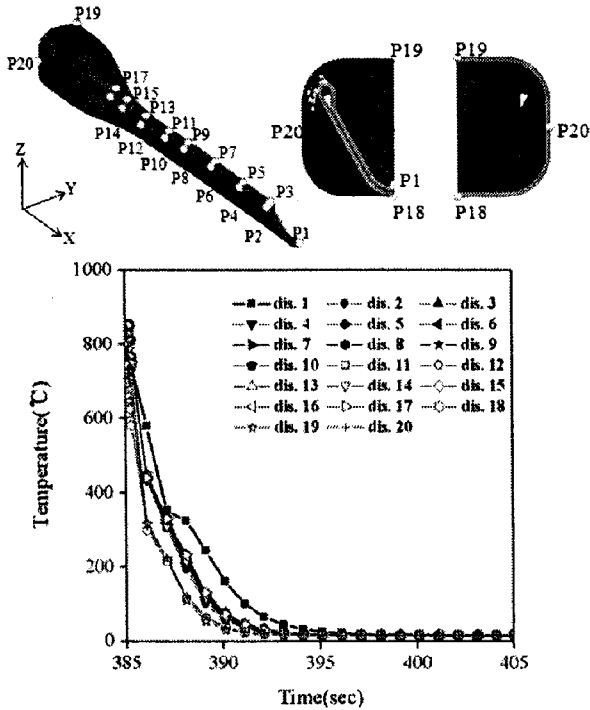 P19
P20
P17
P15
P13
P11
P9
P7
P5
P3
P1
P14
P12
P10
P8
P6
P4
P2
Z
Y
X
P19 P19
P20 P20
P1
P18 P18
Temperature(℃)
1000
800
600
400
200
0
dis. 1 dis. 2 dis. 3
dis. 4 dis. 5 dis. 6
dis. 7 dis. 8 dis. 9
dis. 10 dis. 11 dis. 12
dis. 13 dis. 14 dis. 15
dis. 16 dis. 17 dis. 18
dis. 19 dis. 20
385 390 395 400 405
Time(sec)